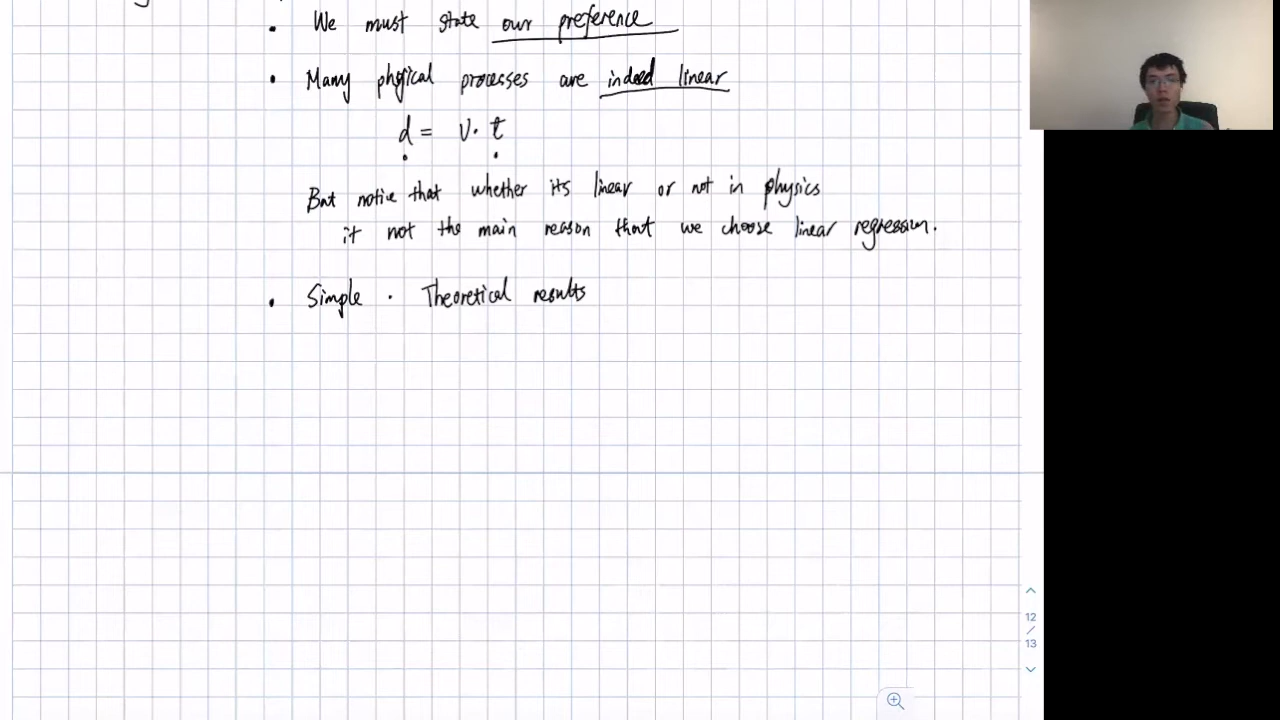 • We must state our preference
• Many physical processes are indeed linear
d = v. t
But notice that whether its linear or not in physics
it not the main reason that we choose linear regression.
• Simple . Theoretical results
12
/
13